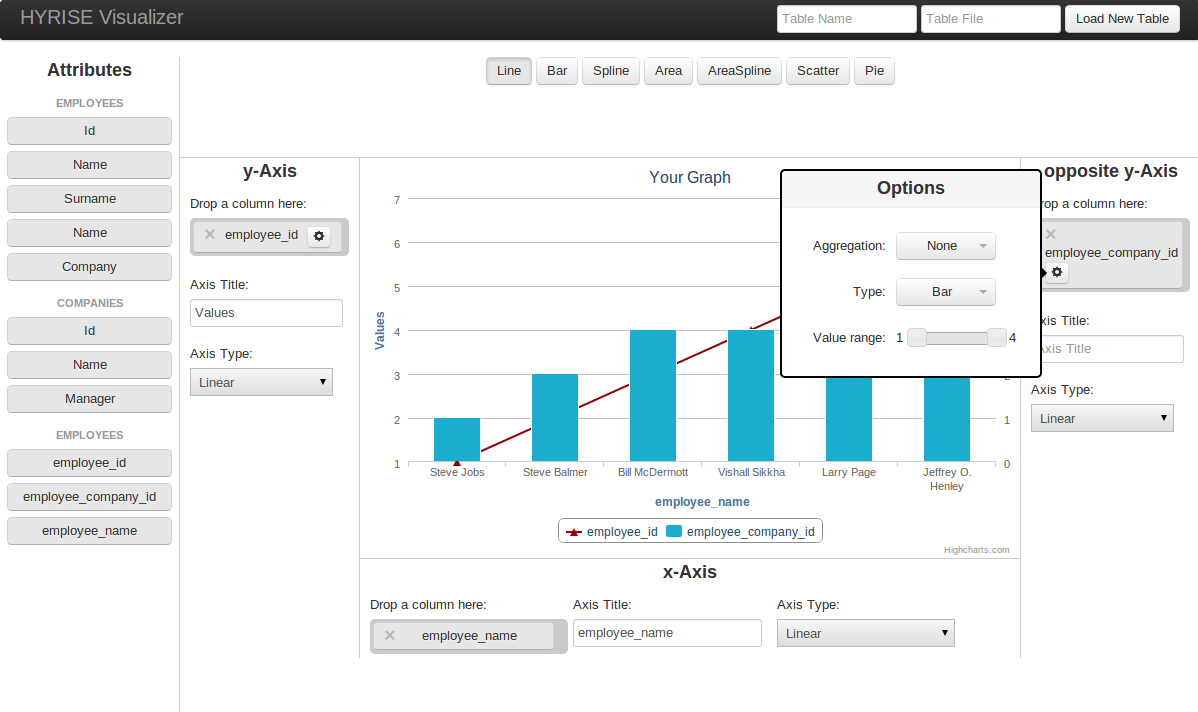 HYRISE Visualizer
Table Name
Table File
Load New Table
Attributes
EMPLOYEES
Id
Name
Surname
Name
Company
COMPANIES
Id
Name
Manager
EMPLOYEES
employee_id
employee_company_id
employee_name
Line
Bar
Spline
Area
AreaSpline
Scatter
Pie
y-Axis
Drop a column here:
employee_id
Axis Title:
Values
Axis Type:
Linear
Your Graph
7
6
5
4
3
2
1
Values
Steve Jobs
Steve Balmer
Bill McDermott
Vishall Sikkha
Larry Page
Jeffrey O.
Henley
2
1
0
employee_name
employee_id
employee_company_id
Highcharts.com
Options
Aggregation:
None
Type:
Bar
Value range:
1
4
opposite y-Axis
rop a column here:
employee_company_id
xis Title:
Axis Title
Axis Type:
Linear
x-Axis
Drop a column here:
employee_name
Axis Title:
employee_name
Axis Type:
Linear